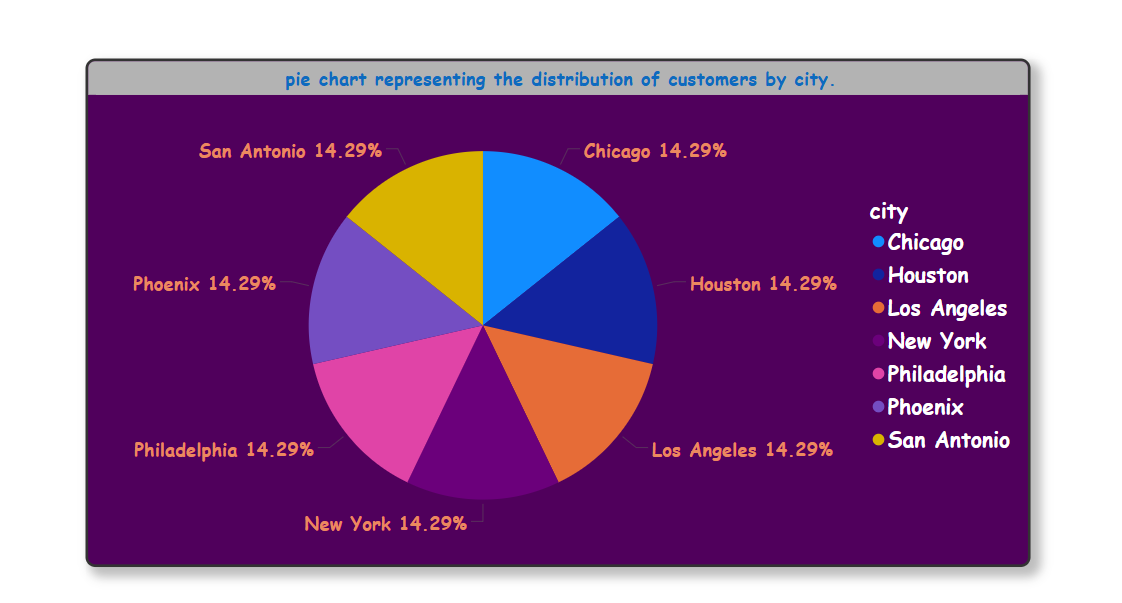 pie chart representing the distribution of customers by city.
San Antonio 14.29%
Chicago 14.29%
Phoenix 14.29%
Houston 14.29%
Philadelphia 14.29%
Los Angeles 14.29%
New York 14.29%
city
Chicago
Houston
Los Angeles
New York
Philadelphia
Phoenix
San Antonio